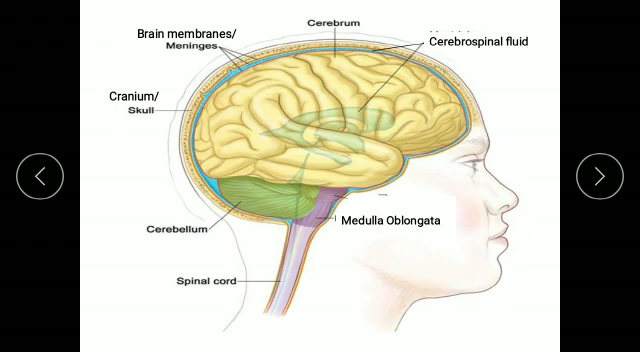 Cerebrum
Brain membranes/
Meninges
Cerebrospinal fluid
Cranium/
Skull
Medulla Oblongata
Cerebellum
Spinal cord